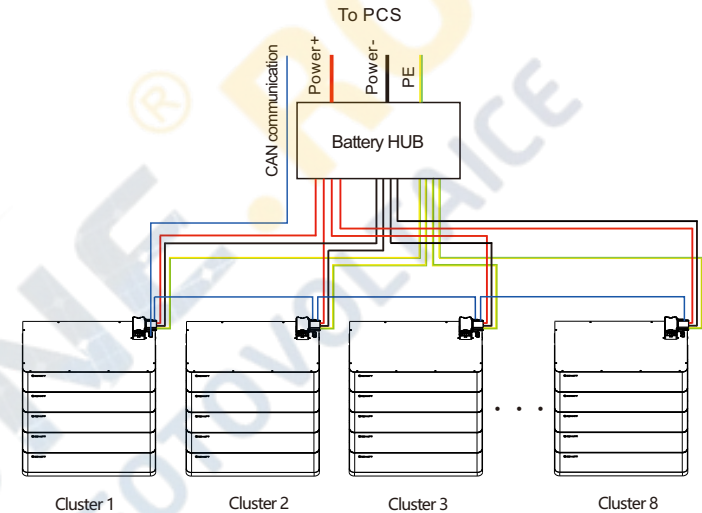 To PCS
CAN communication
Power+
Power-
PE
Battery HUB
Cluster 1
Cluster 2
Cluster 3
Cluster 8